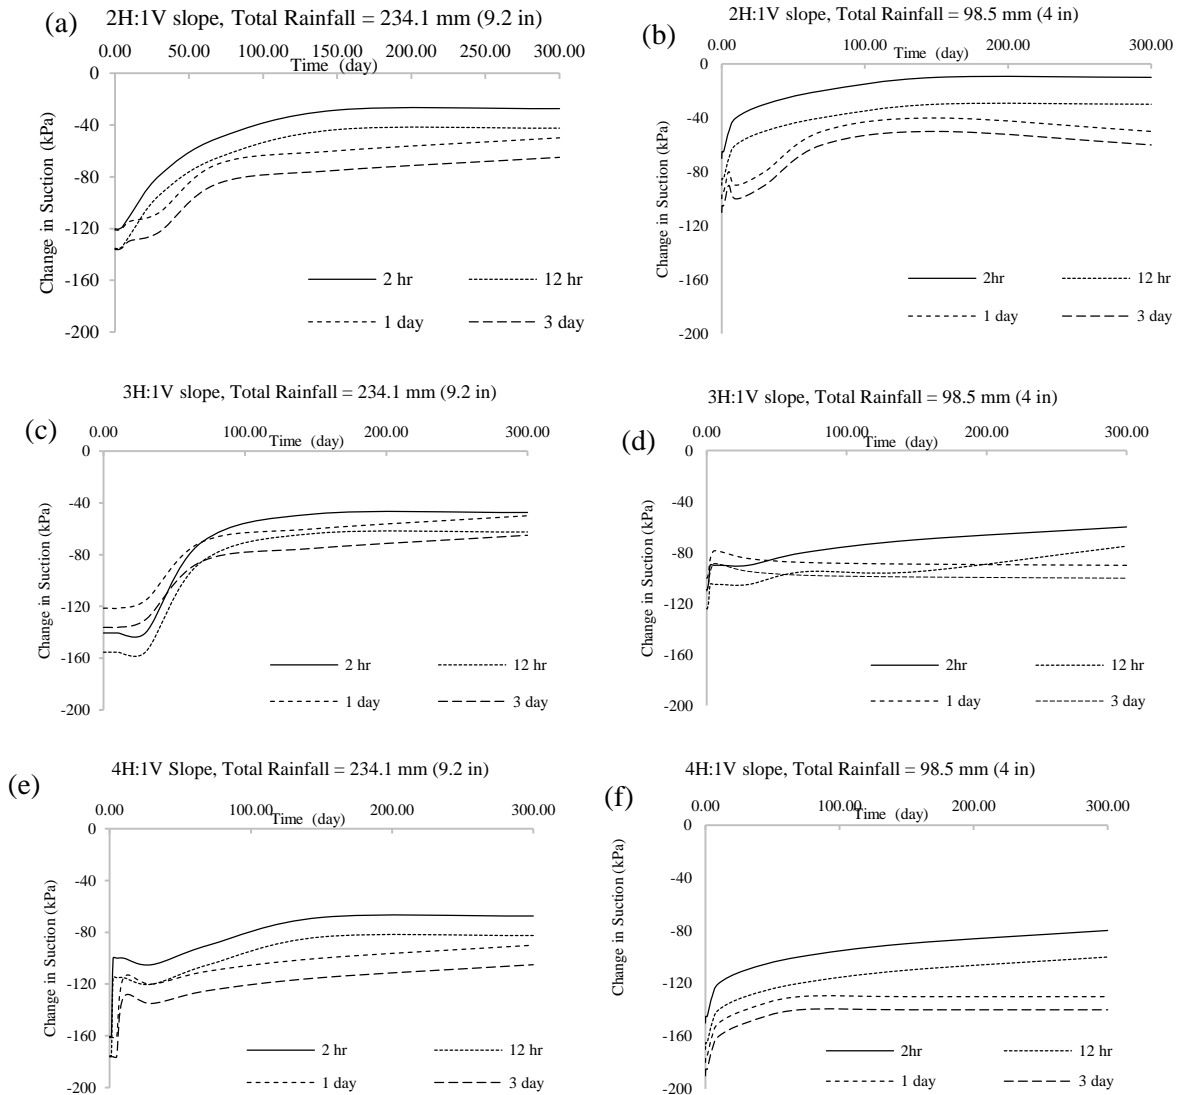 (a)
2H:1V slope, Total Rainfall = 234.1 mm (9.2 in)
0.00 50.00 100.00 150.00 200.00 250.00 300.00
Time (day)
0
-40
-80
-120
-160
-200
Change in Suction (kPa)
2 hr 12 hr
1 day 3 day
(b)
2H:1V slope, Total Rainfall = 98.5 mm (4 in)
0.00 100.00 200.00 300.00
Time (day)
0
-40
-80
-120
-160
-200
Change in Suction (kPa)
2hr 12 hr
1 day 3 day
(c)
3H:1V slope, Total Rainfall = 234.1 mm (9.2 in)
0.00 100.00 200.00 300.00
Time (day)
0
-40
-80
-120
-160
-200
Change in Suction (kPa)
2 hr 12 hr
1 day 3 day
(d)
3H:1V slope, Total Rainfall = 98.5 mm (4 in)
0.00 100.00 200.00 300.00
Time (day)
0
-40
-80
-120
-160
-200
Change in Suction (kPa)
2hr 12 hr
1 day 3 day
(e)
4H:1V Slope, Total Rainfall = 234.1 mm (9.2 in)
0.00 100.00 200.00 300.00
Time (day)
0
-40
-80
-120
-160
-200
Change in Suction (kPa)
2 hr 12 hr
1 day 3 day
(f)
4H:1V slope, Total Rainfall = 98.5 mm (4 in)
0.00 100.00 200.00 300.00
Time (day)
0
-40
-80
-120
-160
-200
Change in Suction (kPa)
2hr 12 hr
1 day 3 day